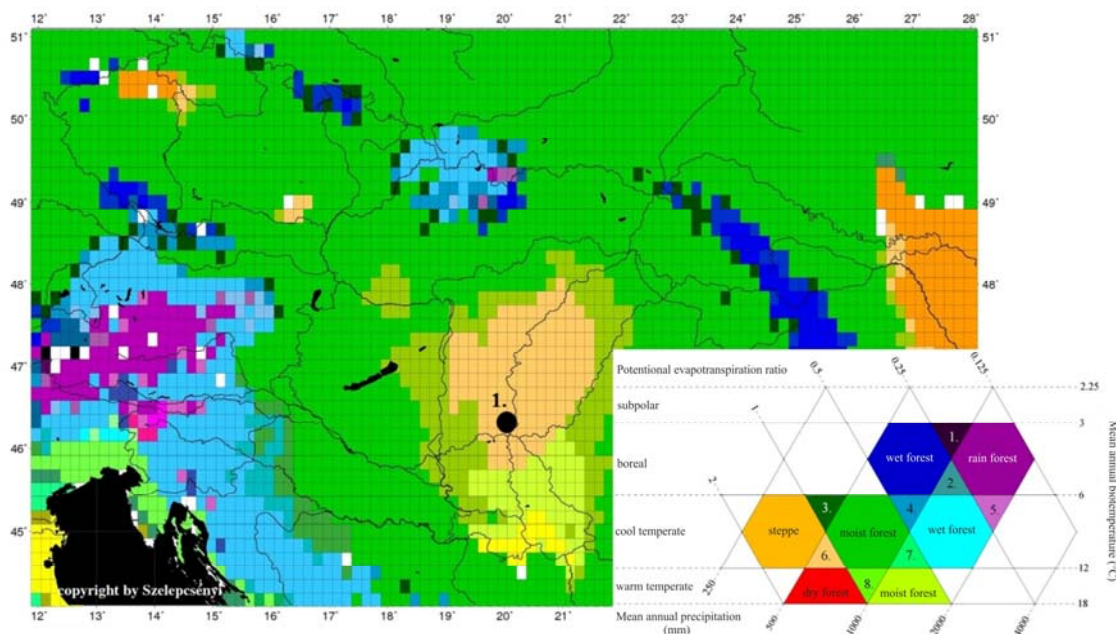 12° 13° 14° 15° 16° 17° 18° 19° 20° 21° 22° 23° 24° 25° 26° 27° 28°
51° 51°
50° 50°
49° 49°
48° 48°
47°
46°
45°
1.
copyright by Szelepcsényi
12° 13° 14° 15° 16° 17° 18° 19° 20° 21°
Potentional evapotranspiration ratio
0.5 0.25 0.125
1
2
2.25
subpolar
3
boreal
wet forest 1. rain forest
2.
6
cool temperate
steppe 3. moist forest 4. wet forest 5.
6. 7.
12
warm temperate
dry forest 8. moist forest
18
Mean annual biotemperature (°C)
250 500 1000 2000 4000
Mean annual precipitation
(mm)